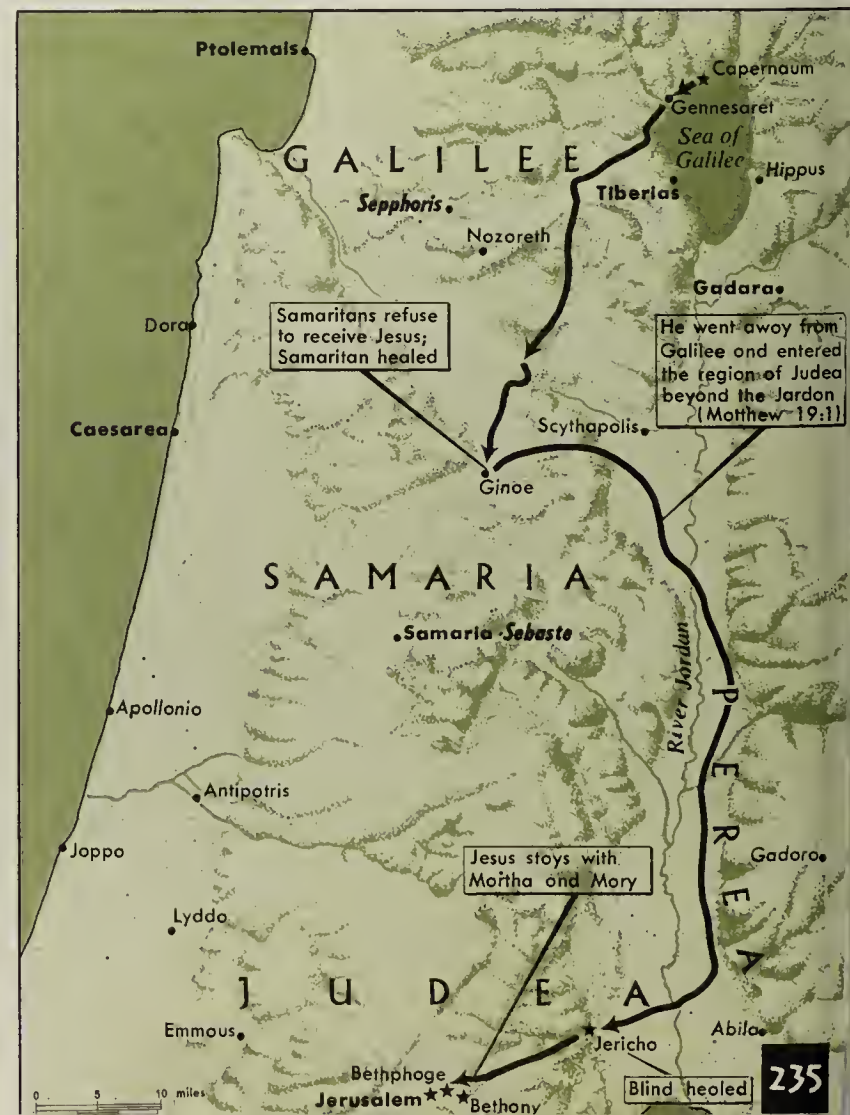 Ptolemais
Capernaum
Gennesaret
Sea of
Galilee
GALILEE
Tiberias
Hippus
Sepphoris
Nozoreth
Gadara
Samaritans refuse
to receive Jesus;
Samaritan healed
Dora
He went awoy from
Galilee ond entered
the region of Judea
beyond the Jardon
(Motthew 19:1)
Caesarea
Scythapolis
Ginoe
SAMARIA
Samaria · Sebaste
River Jordan
PEREA
Apollonio
Antipotris
Joppo
Jesus stoys with
Mortha ond Mory
Gadoro
Lyddo
JUDEA
Emmous
Jericho
Abila
Bethphoge
Jerusalem
Bethony
Blind heoled
0 5 10 miles
235